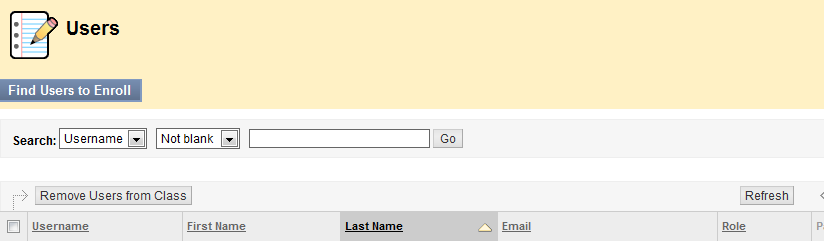 Users
Find Users to Enroll
Search: Username Not blank Go
Remove Users from Class Refresh
Username First Name Last Name Email Role